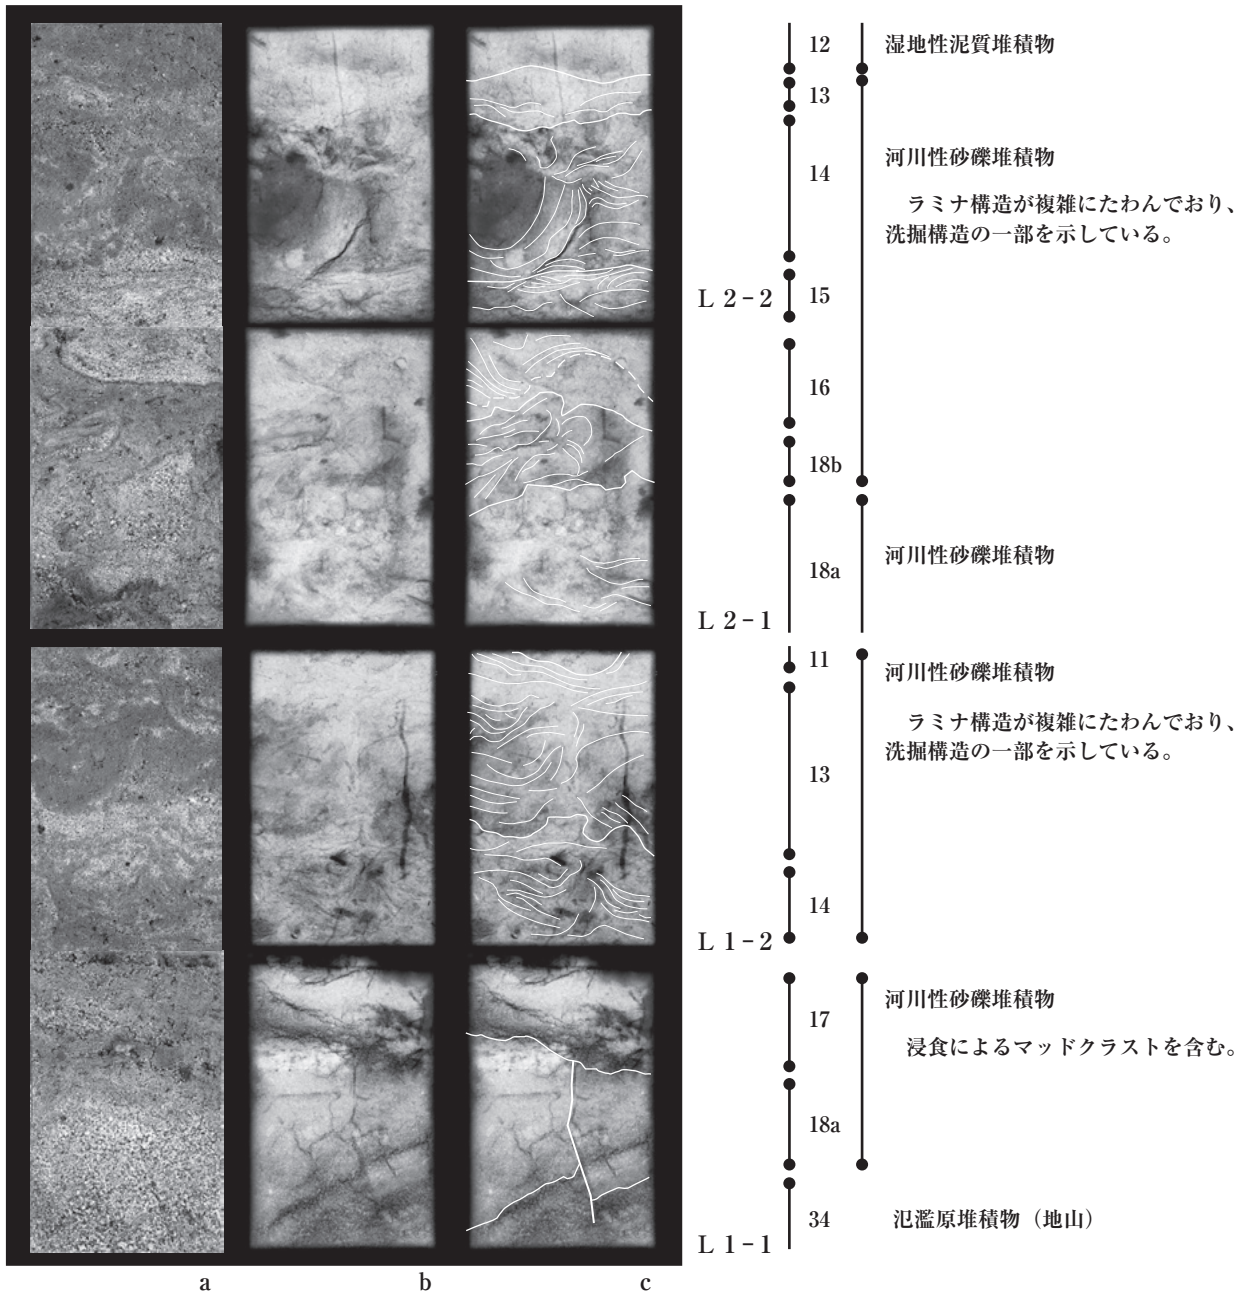 12 湿地性泥質堆積物
13
14 河川性砂礫堆積物
ラミナ構造が複雑にたわんでおり、
洗掘構造の一部を示している。
L 2-2 15
16
18b
18a 河川性砂礫堆積物
L 2-1
11 河川性砂礫堆積物
ラミナ構造が複雑にたわんでおり、
洗掘構造の一部を示している。
13
14
L 1-2
17 河川性砂礫堆積物
浸食によるマッドクラストを含む。
18a
34 氾濫原堆積物（地山）
L 1-1
a b c